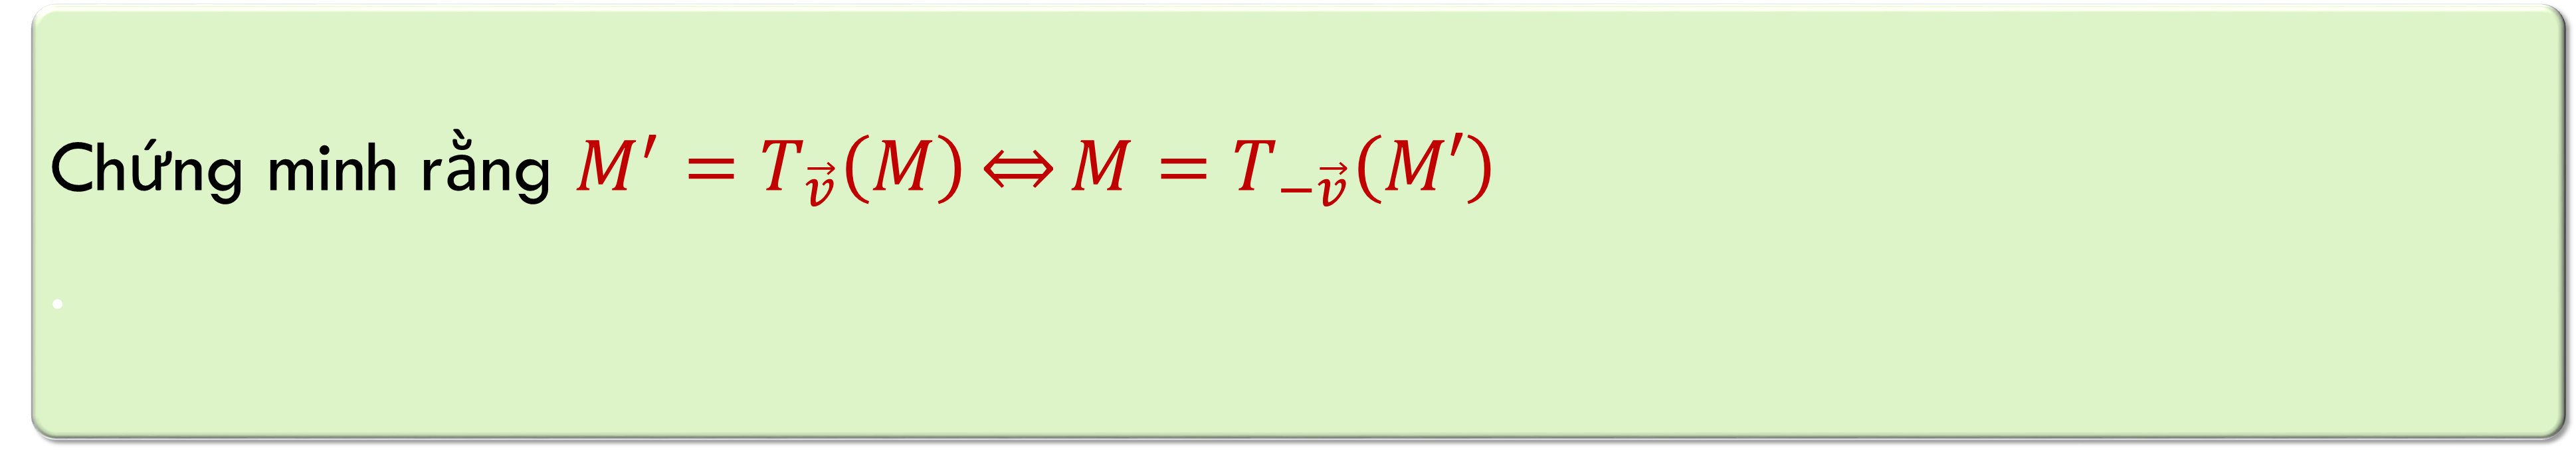 Chứng minh rằng 𝑀′ = 𝑇_𝑣⃗(𝑀) ⇔ 𝑀 = 𝑇_−𝑣⃗(𝑀′)
.